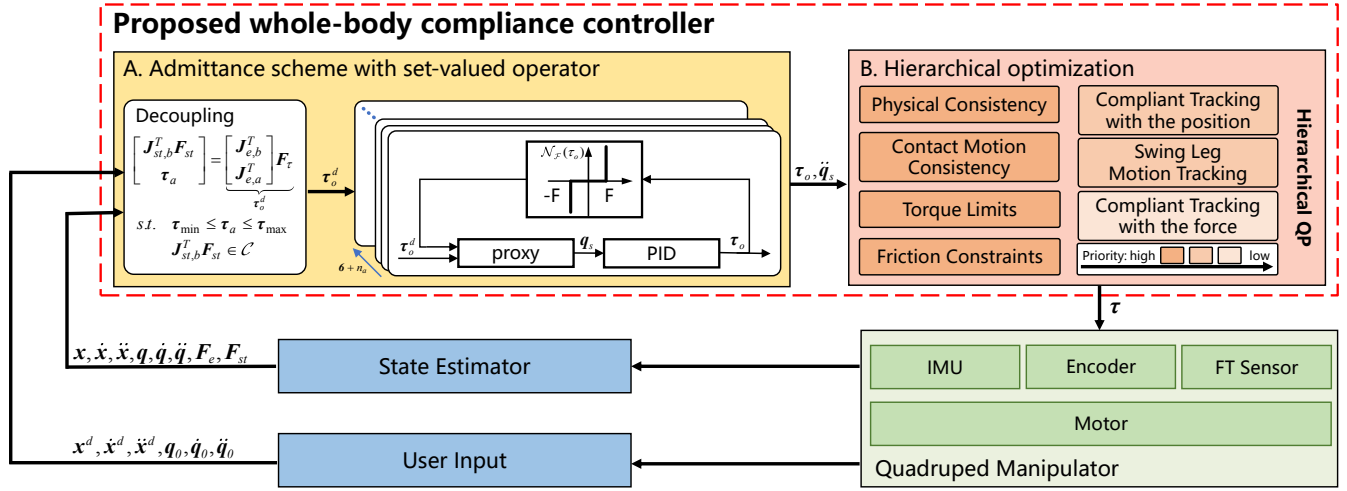 Proposed whole-body compliance controller
A. Admittance scheme with set-valued operator
Decoupling
[J_{st,b}^T F_{st}; τ_a] = [J_{e,b}^T; J_{e,a}^T] F_τ
τ_o^d
s.t. τ_min ≤ τ_a ≤ τ_max
J_{st,b}^T F_{st} ∈ 𝒞
τ_o^d
𝒩_ℱ(τ_o)
-F F
τ_o^d
proxy
q_s
PID
τ_o
6 + n_a
τ_o, q̈_s
B. Hierarchical optimization
Physical Consistency
Contact Motion
Consistency
Torque Limits
Friction Constraints
Compliant Tracking
with the position
Swing Leg
Motion Tracking
Compliant Tracking
with the force
Priority: high low
Hierarchical QP
τ
x, ẋ, ẍ, q, q̇, q̈, F_e, F_{st}
State Estimator
x^d, ẋ^d, ẍ^d, q_0, q̇_0, q̈_0
User Input
IMU
Encoder
FT Sensor
Motor
Quadruped Manipulator